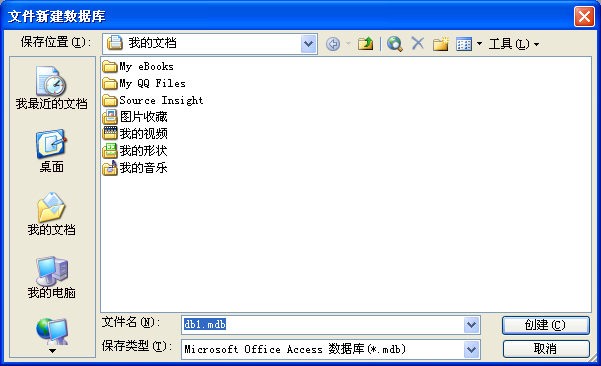 文件新建数据库
保存位置(I): 我的文档 工具(L)
My eBooks
My QQ Files
Source Insight
图片收藏
我的视频
我的形状
我的音乐
我最近的文档
桌面
我的文档
我的电脑
文件名(N): db1.mdb 创建(C)
保存类型(T): Microsoft Office Access 数据库(*.mdb) 取消